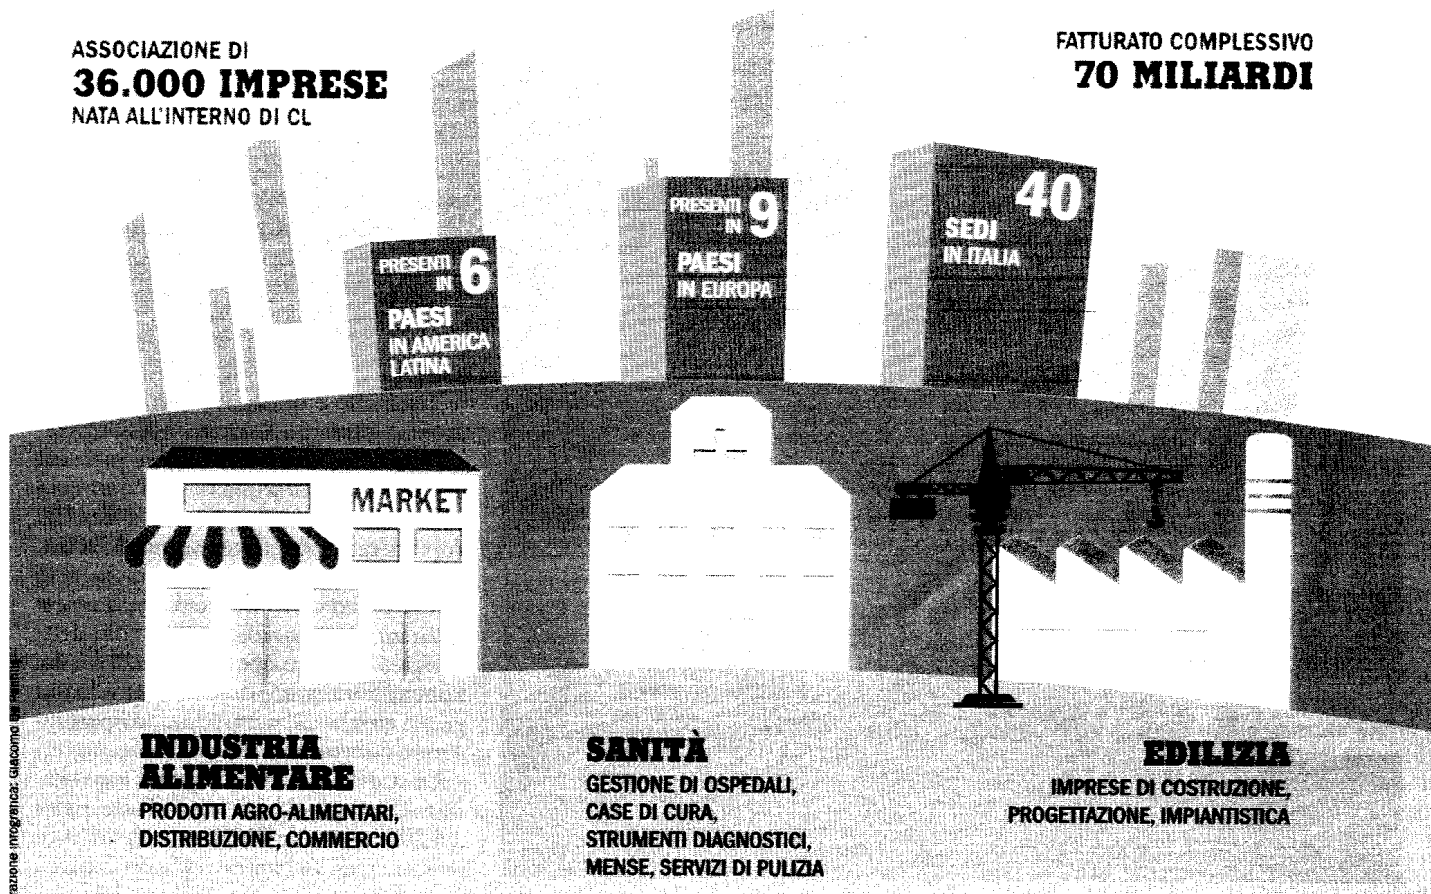 ASSOCIAZIONE DI
36.000 IMPRESE
NATA ALL'INTERNO DI CL
FATTURATO COMPLESSIVO
70 MILIARDI
PRESENTI
IN 6
PAESI
IN AMERICA
LATINA
PRESENTI
IN 9
PAESI
IN EUROPA
40
SEDI
IN ITALIA
MARKET
INDUSTRIA
ALIMENTARE
PRODOTTI AGRO-ALIMENTARI,
DISTRIBUZIONE, COMMERCIO
SANITÀ
GESTIONE DI OSPEDALI,
CASE DI CURA,
STRUMENTI DIAGNOSTICI,
MENSE, SERVIZI DI PULIZIA
EDILIZIA
IMPRESE DI COSTRUZIONE,
PROGETTAZIONE, IMPIANTISTICA
infografica: Giacomo